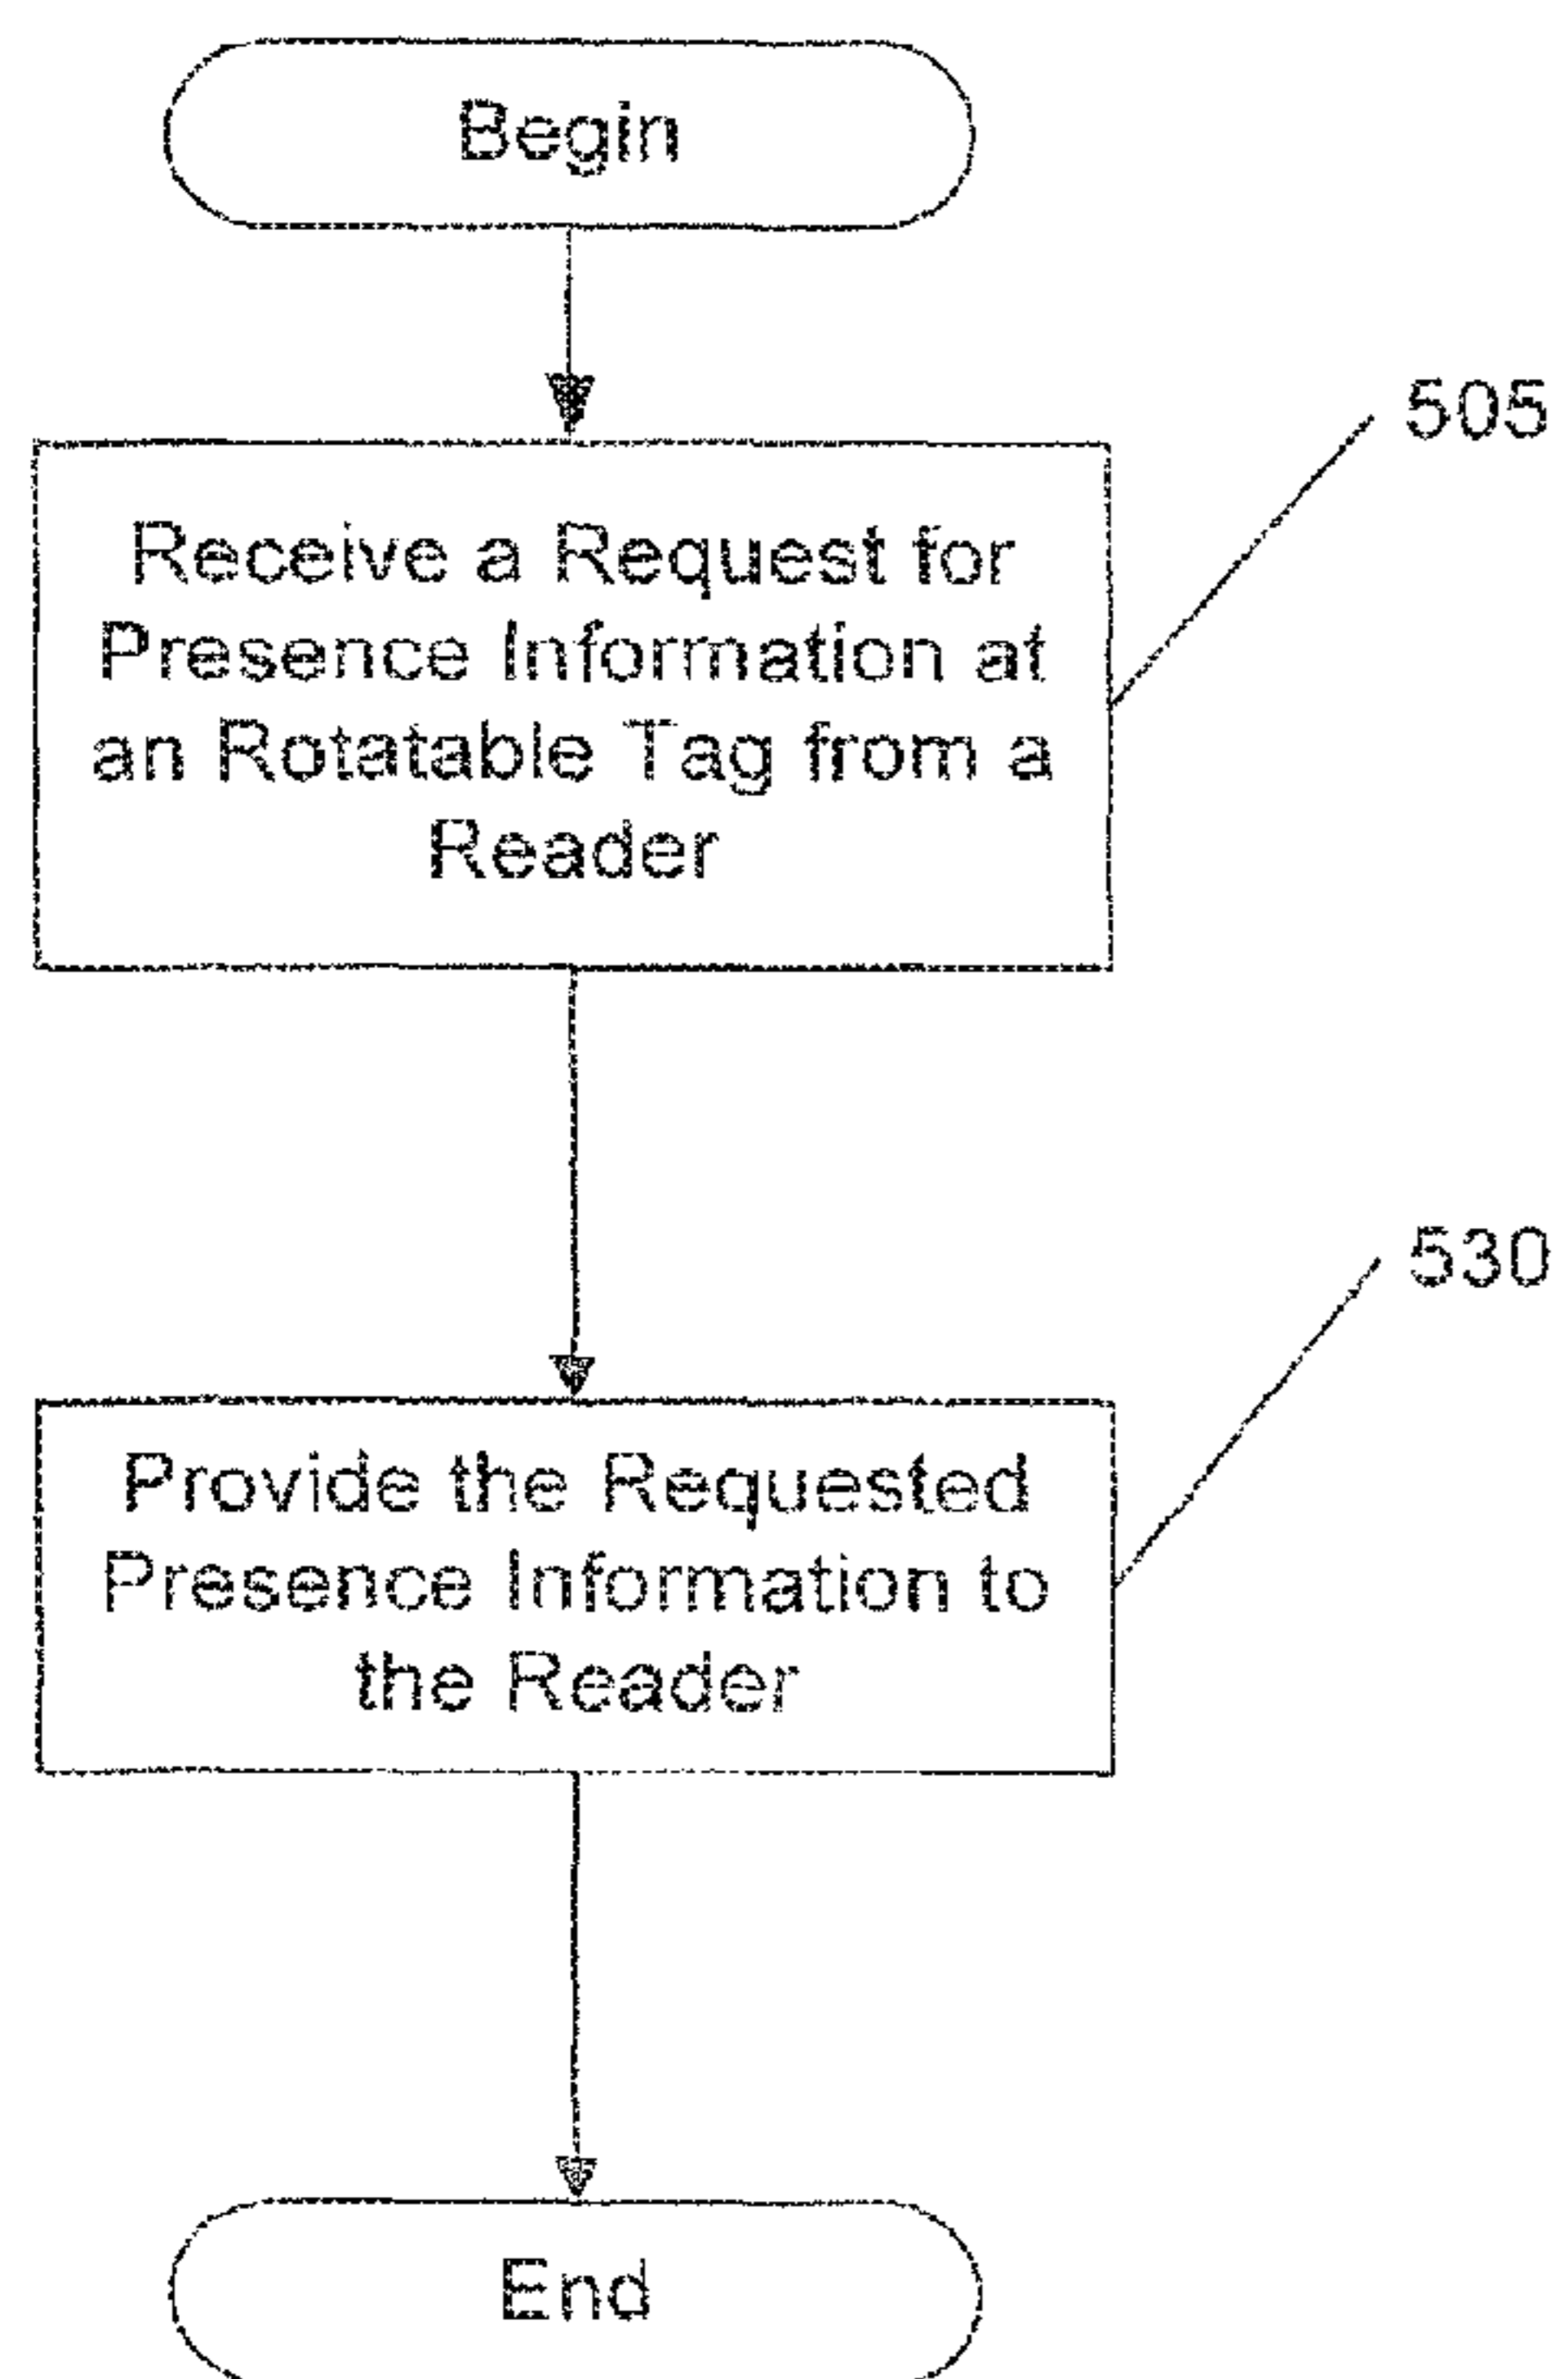 Begin
505
Receive a Request for
Presence Information at
an Rotatable Tag from a
Reader
530
Provide the Requested
Presence Information to
the Reader
End